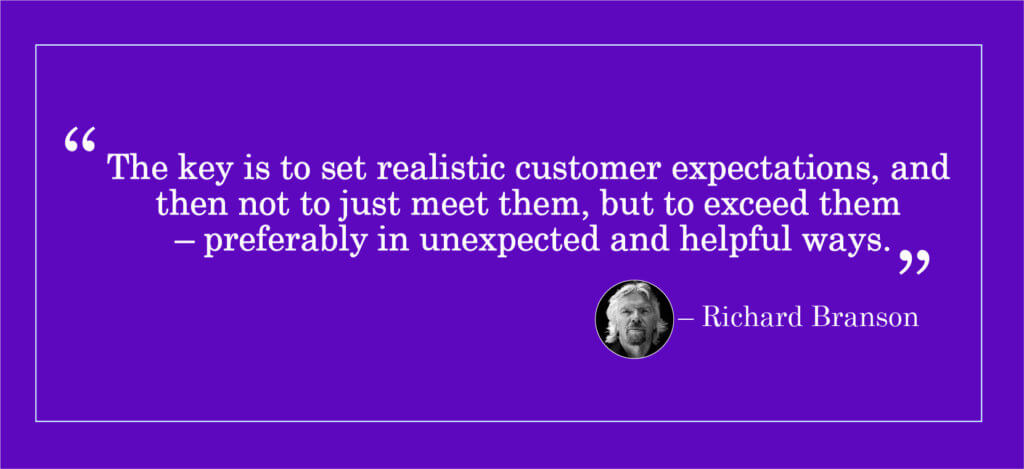 “The key is to set realistic customer expectations, and
then not to just meet them, but to exceed them
– preferably in unexpected and helpful ways.”
– Richard Branson